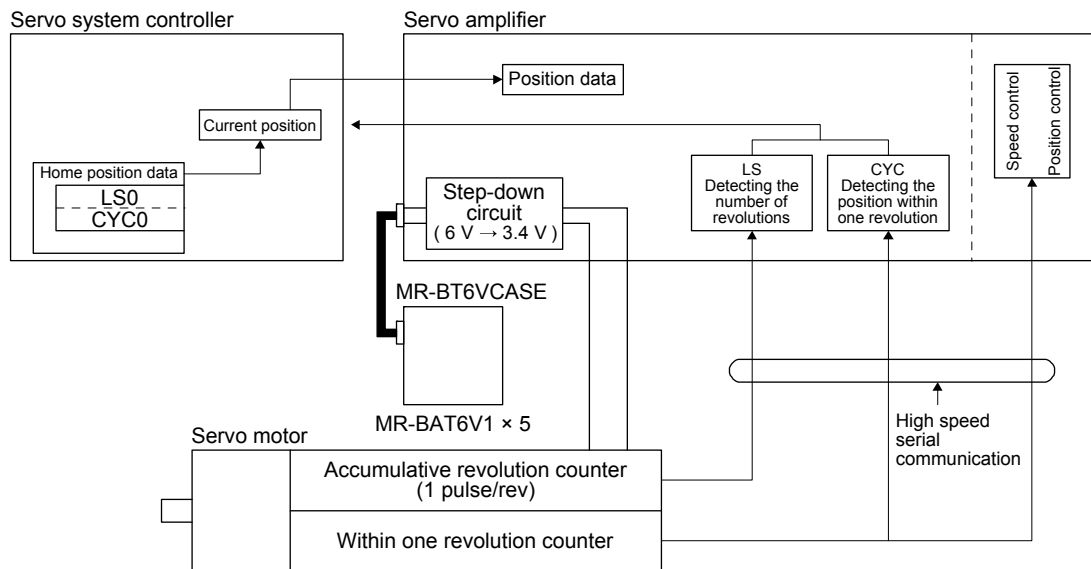 Servo system controller
Servo amplifier
Position data
Current position
Home position data
LS0
CYC0
Step-down
circuit
( 6 V → 3.4 V )
LS
Detecting the
number of
revolutions
CYC
Detecting the
position within
one revolution
Speed control
Position control
MR-BT6VCASE
MR-BAT6V1 × 5
High speed
serial
communication
Servo motor
Accumulative revolution counter
(1 pulse/rev)
Within one revolution counter